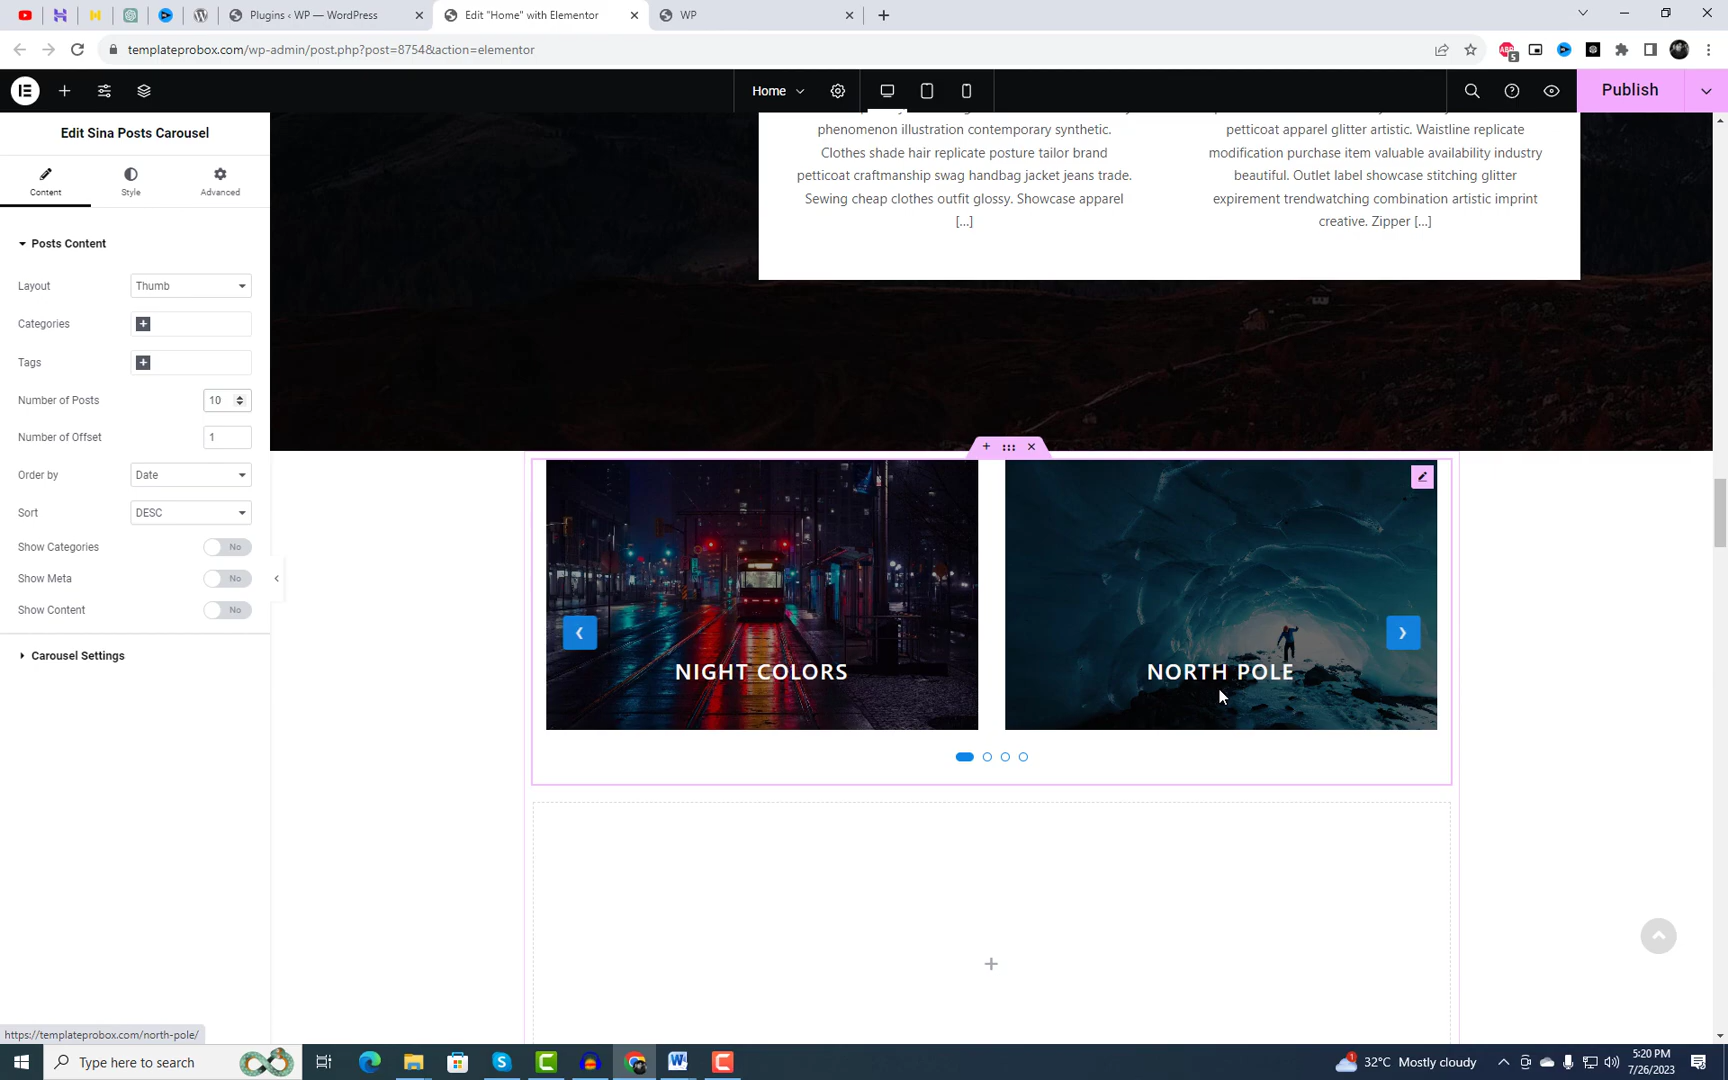 Plugins ‹ WP — WordPress
Edit "Home" with Elementor
WP
templateprobox.com/wp-admin/post.php?post=8754&action=elementor
Home
Publish
Edit Sina Posts Carousel
Content
Style
Advanced
Posts Content
Layout
Thumb
Categories
Tags
Number of Posts
10
Number of Offset
1
Order by
Date
Sort
DESC
Show Categories
No
Show Meta
No
Show Content
No
Carousel Settings
phenomenon illustration contemporary synthetic.
Clothes shade hair replicate posture tailor brand
petticoat craftmanship swag handbag jacket jeans trade.
Sewing cheap clothes outfit glossy. Showcase apparel
[…]
petticoat apparel glitter artistic. Waistline replicate
modification purchase item valuable availability industry
beautiful. Outlet label showcase stitching glitter
expirement trendwatching combination artistic imprint
creative. Zipper […]
NIGHT COLORS
NORTH POLE
https://templateprobox.com/north-pole/
Type here to search
32°C Mostly cloudy
5:20 PM
7/26/2023